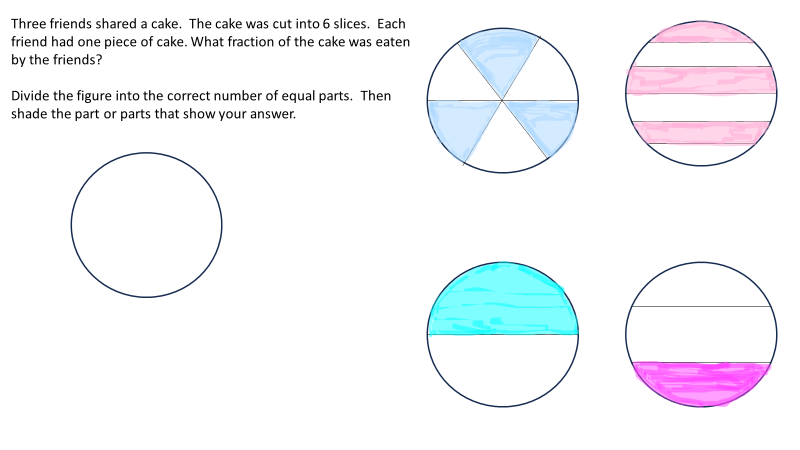 Three friends shared a cake.  The cake was cut into 6 slices.  Each
friend had one piece of cake. What fraction of the cake was eaten
by the friends?
Divide the figure into the correct number of equal parts.  Then
shade the part or parts that show your answer.